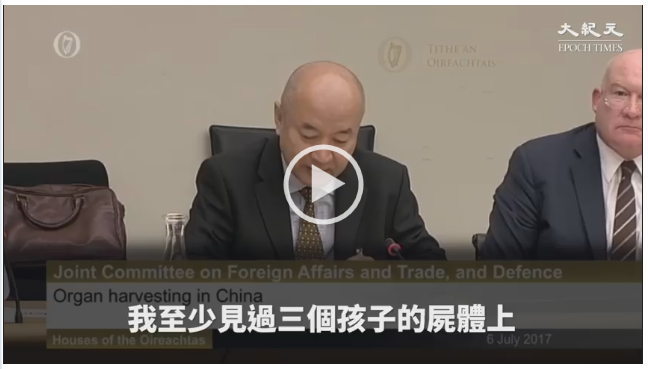 大紀元
EPOCH TIMES
TITHE AN
OIREACHTAIS
Joint Committee on Foreign Affairs and Trade, and Defence
Organ harvesting in China
我至少見過三個孩子的屍體上
Houses of the Oireachtas
6 July 2017